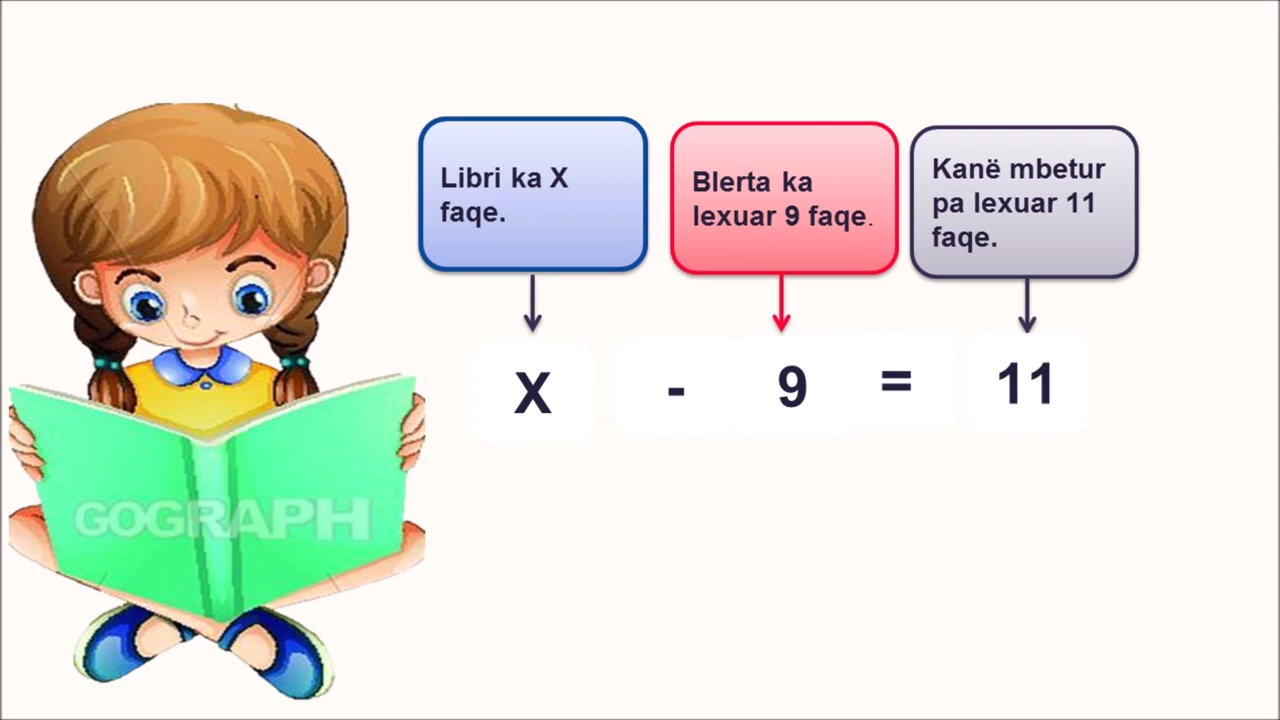 Libri ka X
faqe.
Blerta ka
lexuar 9 faqe.
Kanë mbetur
pa lexuar 11
faqe.
X - 9 = 11
GOGRAPH